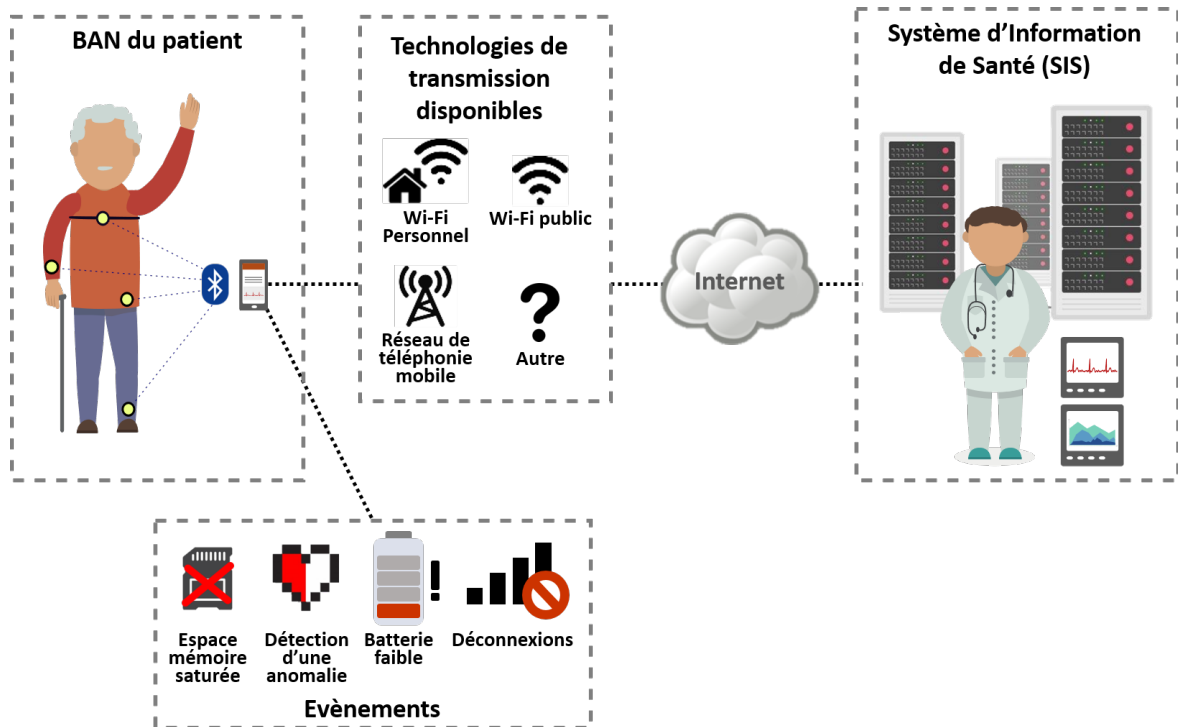 BAN du patient
Technologies de
transmission
disponibles
Wi-Fi
Personnel
Wi-Fi public
Réseau de
téléphonie
mobile
Autre
Internet
Système d’Information
de Santé (SIS)
Espace
mémoire
saturée
Détection
d’une
anomalie
Batterie
faible
Déconnexions
Evènements